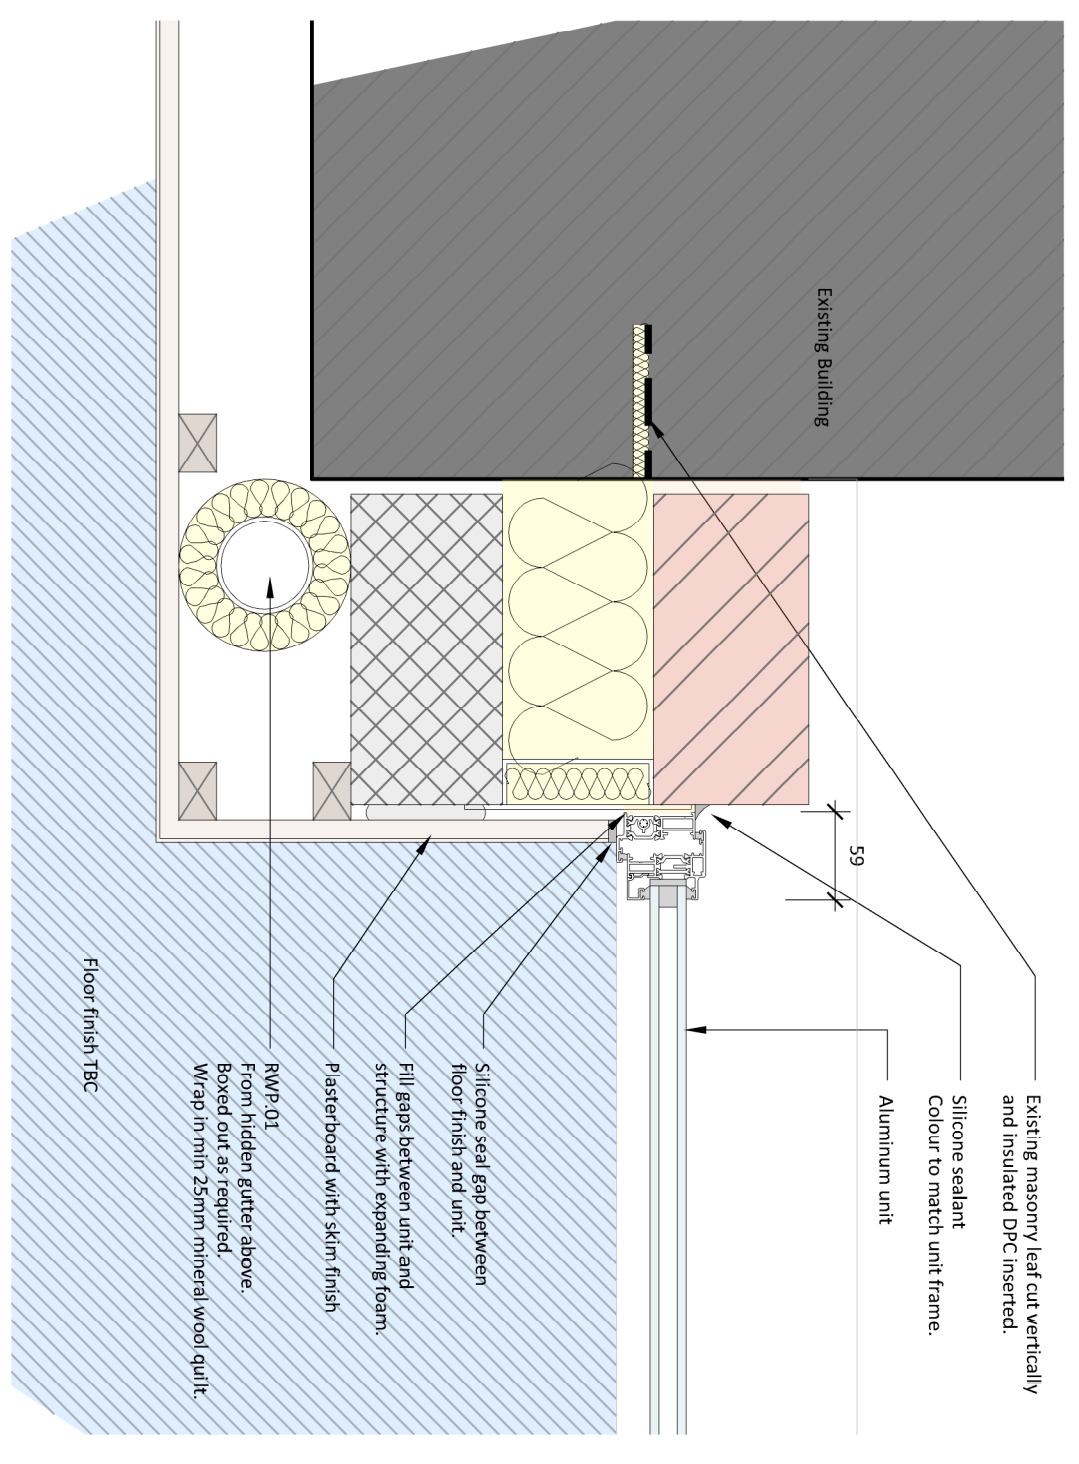 Existing Building
59
Existing masonry leaf cut vertically
and insulated DPC inserted.
Silicone sealant
Colour to match unit frame.
Aluminum unit
Silicone seal gap between
floor finish and unit.
Fill gaps between unit and
structure with expanding foam.
Plasterboard with skim finish
RWP.01
From hidden gutter above.
Boxed out as required.
Wrap in min 25mm mineral wool quilt.
Floor finish TBC